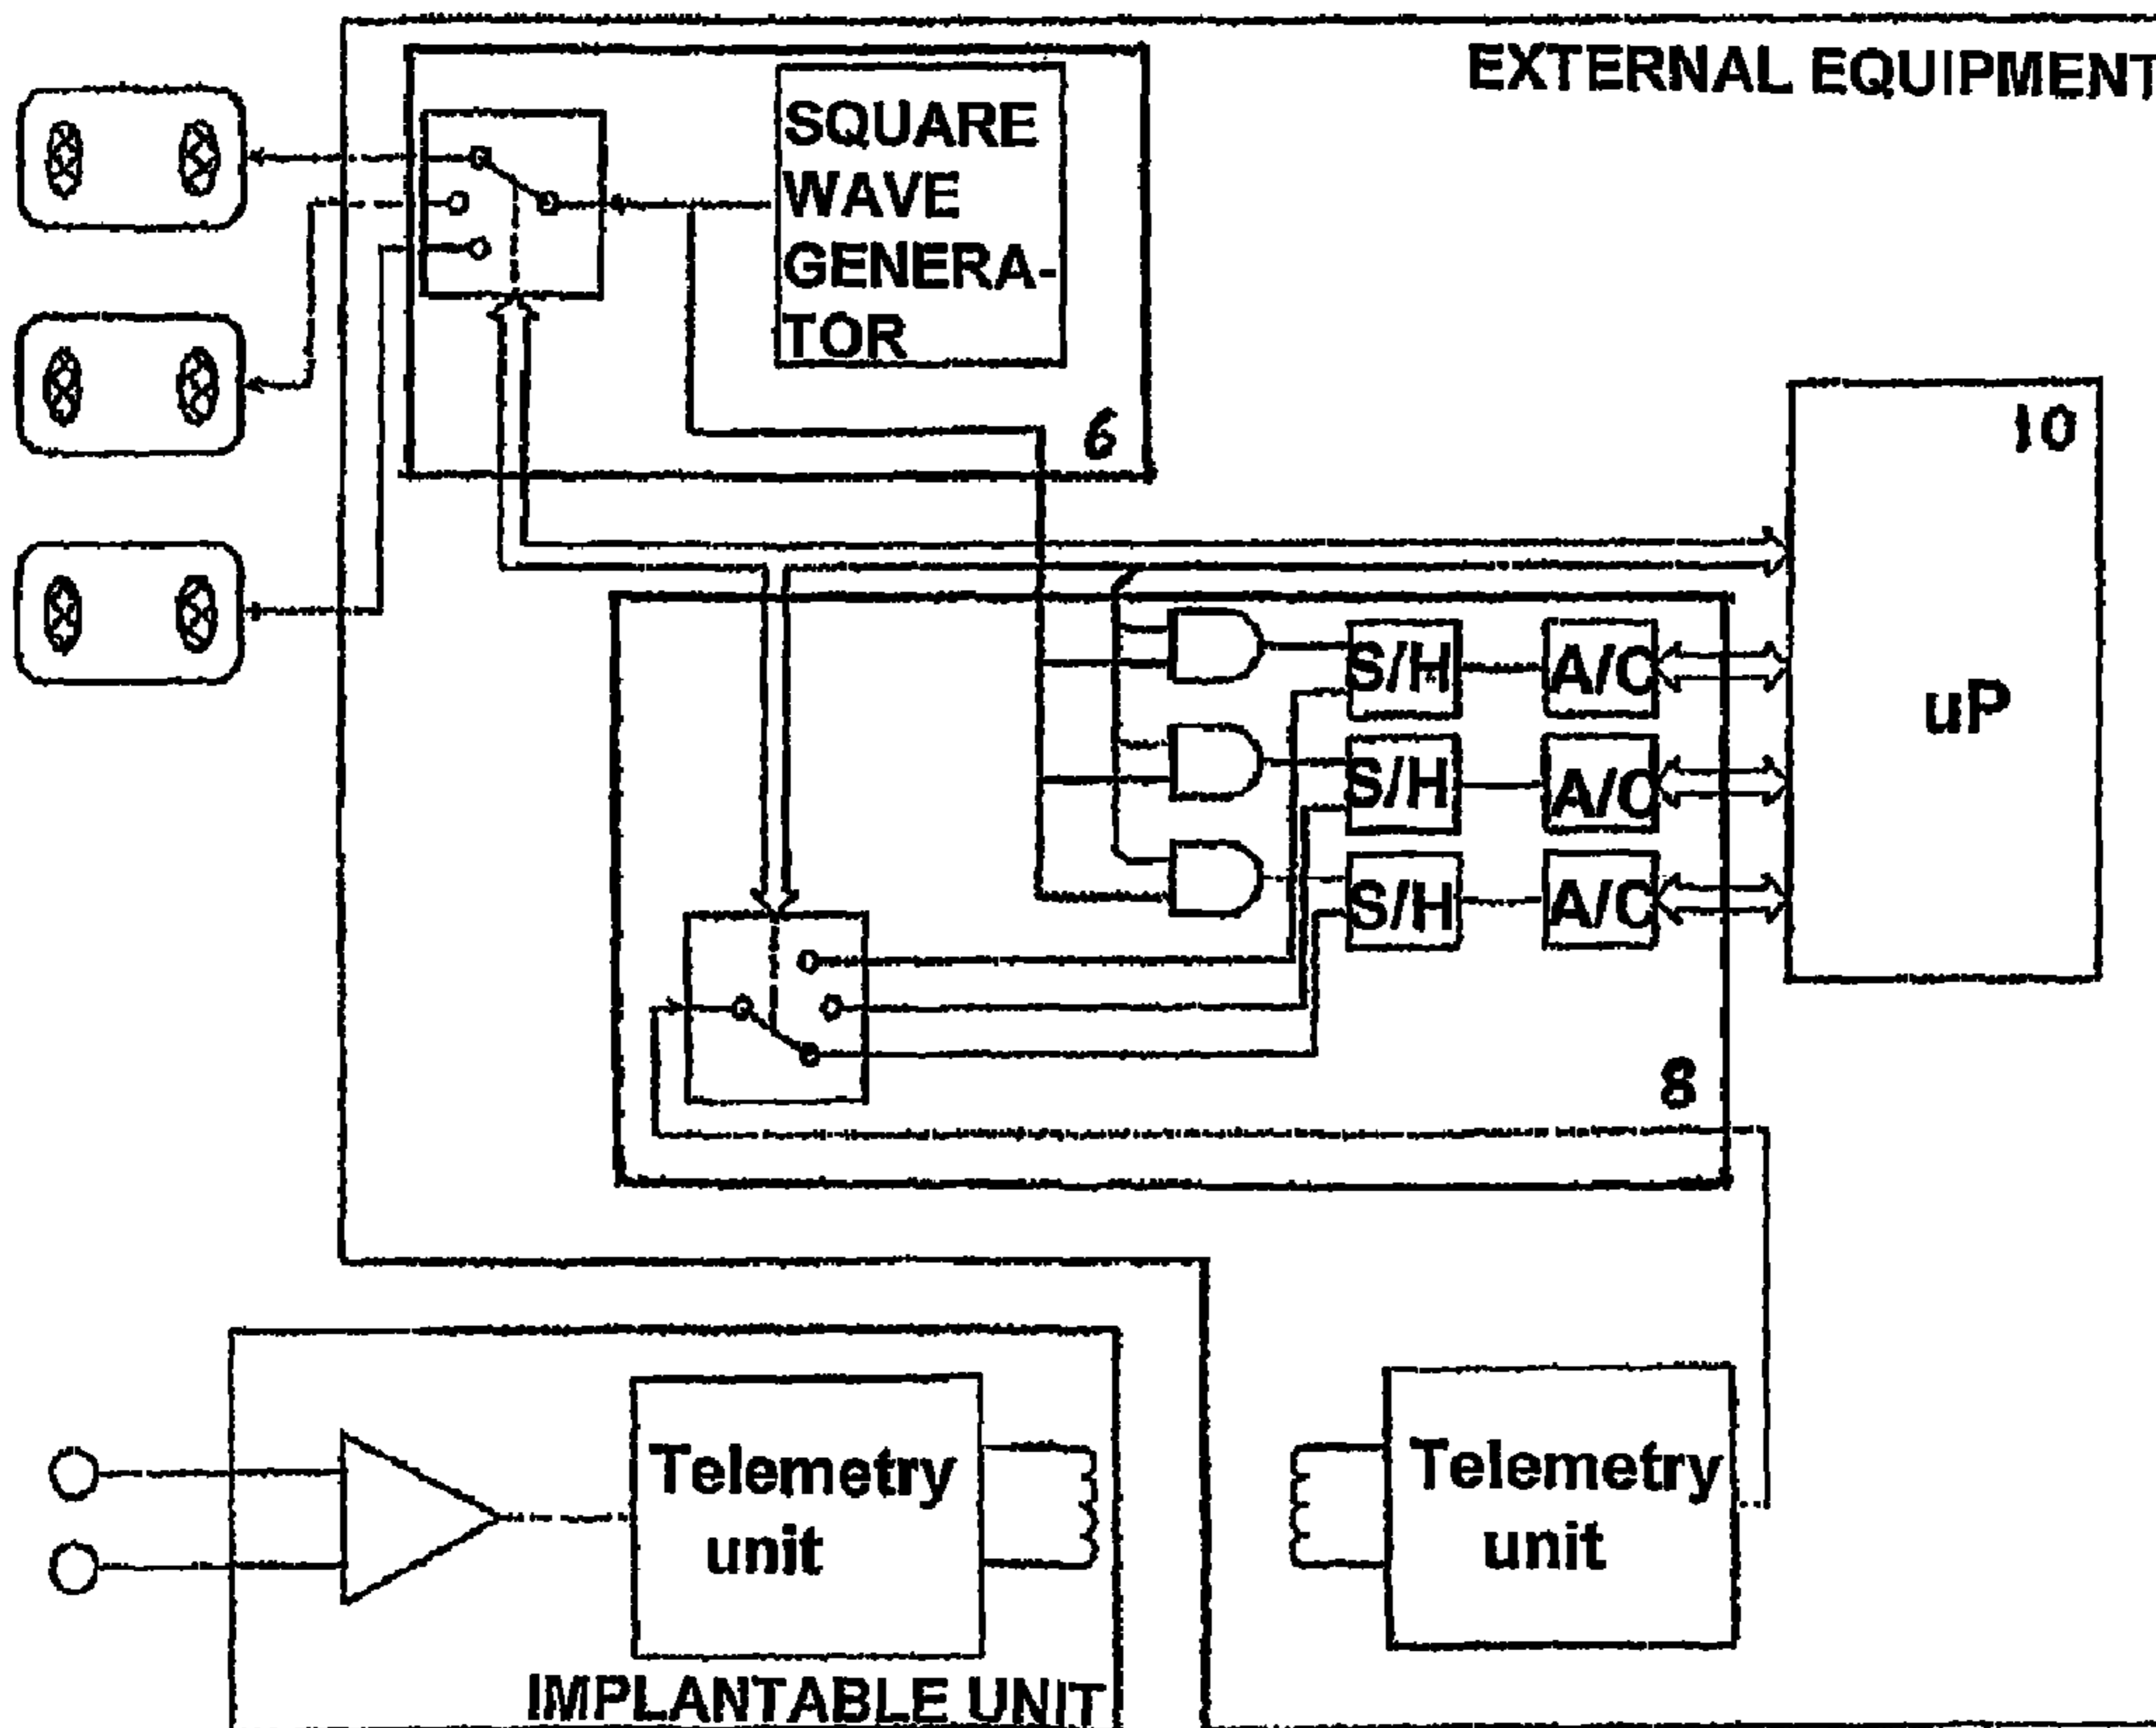 EXTERNAL EQUIPMENT
SQUARE
WAVE
GENERA-
TOR
6
10
uP
S/H
A/C
S/H
A/C
S/H
A/C
8
Telemetry
unit
IMPLANTABLE UNIT
Telemetry
unit